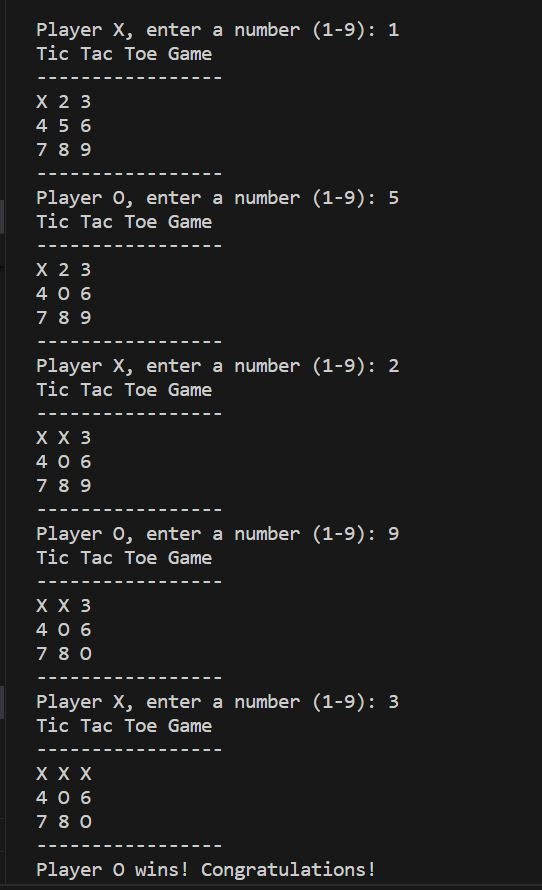 Player X, enter a number (1-9): 1
Tic Tac Toe Game
-----------------
X 2 3
4 5 6
7 8 9
-----------------
Player O, enter a number (1-9): 5
Tic Tac Toe Game
-----------------
X 2 3
4 O 6
7 8 9
-----------------
Player X, enter a number (1-9): 2
Tic Tac Toe Game
-----------------
X X 3
4 O 6
7 8 9
-----------------
Player O, enter a number (1-9): 9
Tic Tac Toe Game
-----------------
X X 3
4 O 6
7 8 O
-----------------
Player X, enter a number (1-9): 3
Tic Tac Toe Game
-----------------
X X X
4 O 6
7 8 O
-----------------
Player O wins! Congratulations!